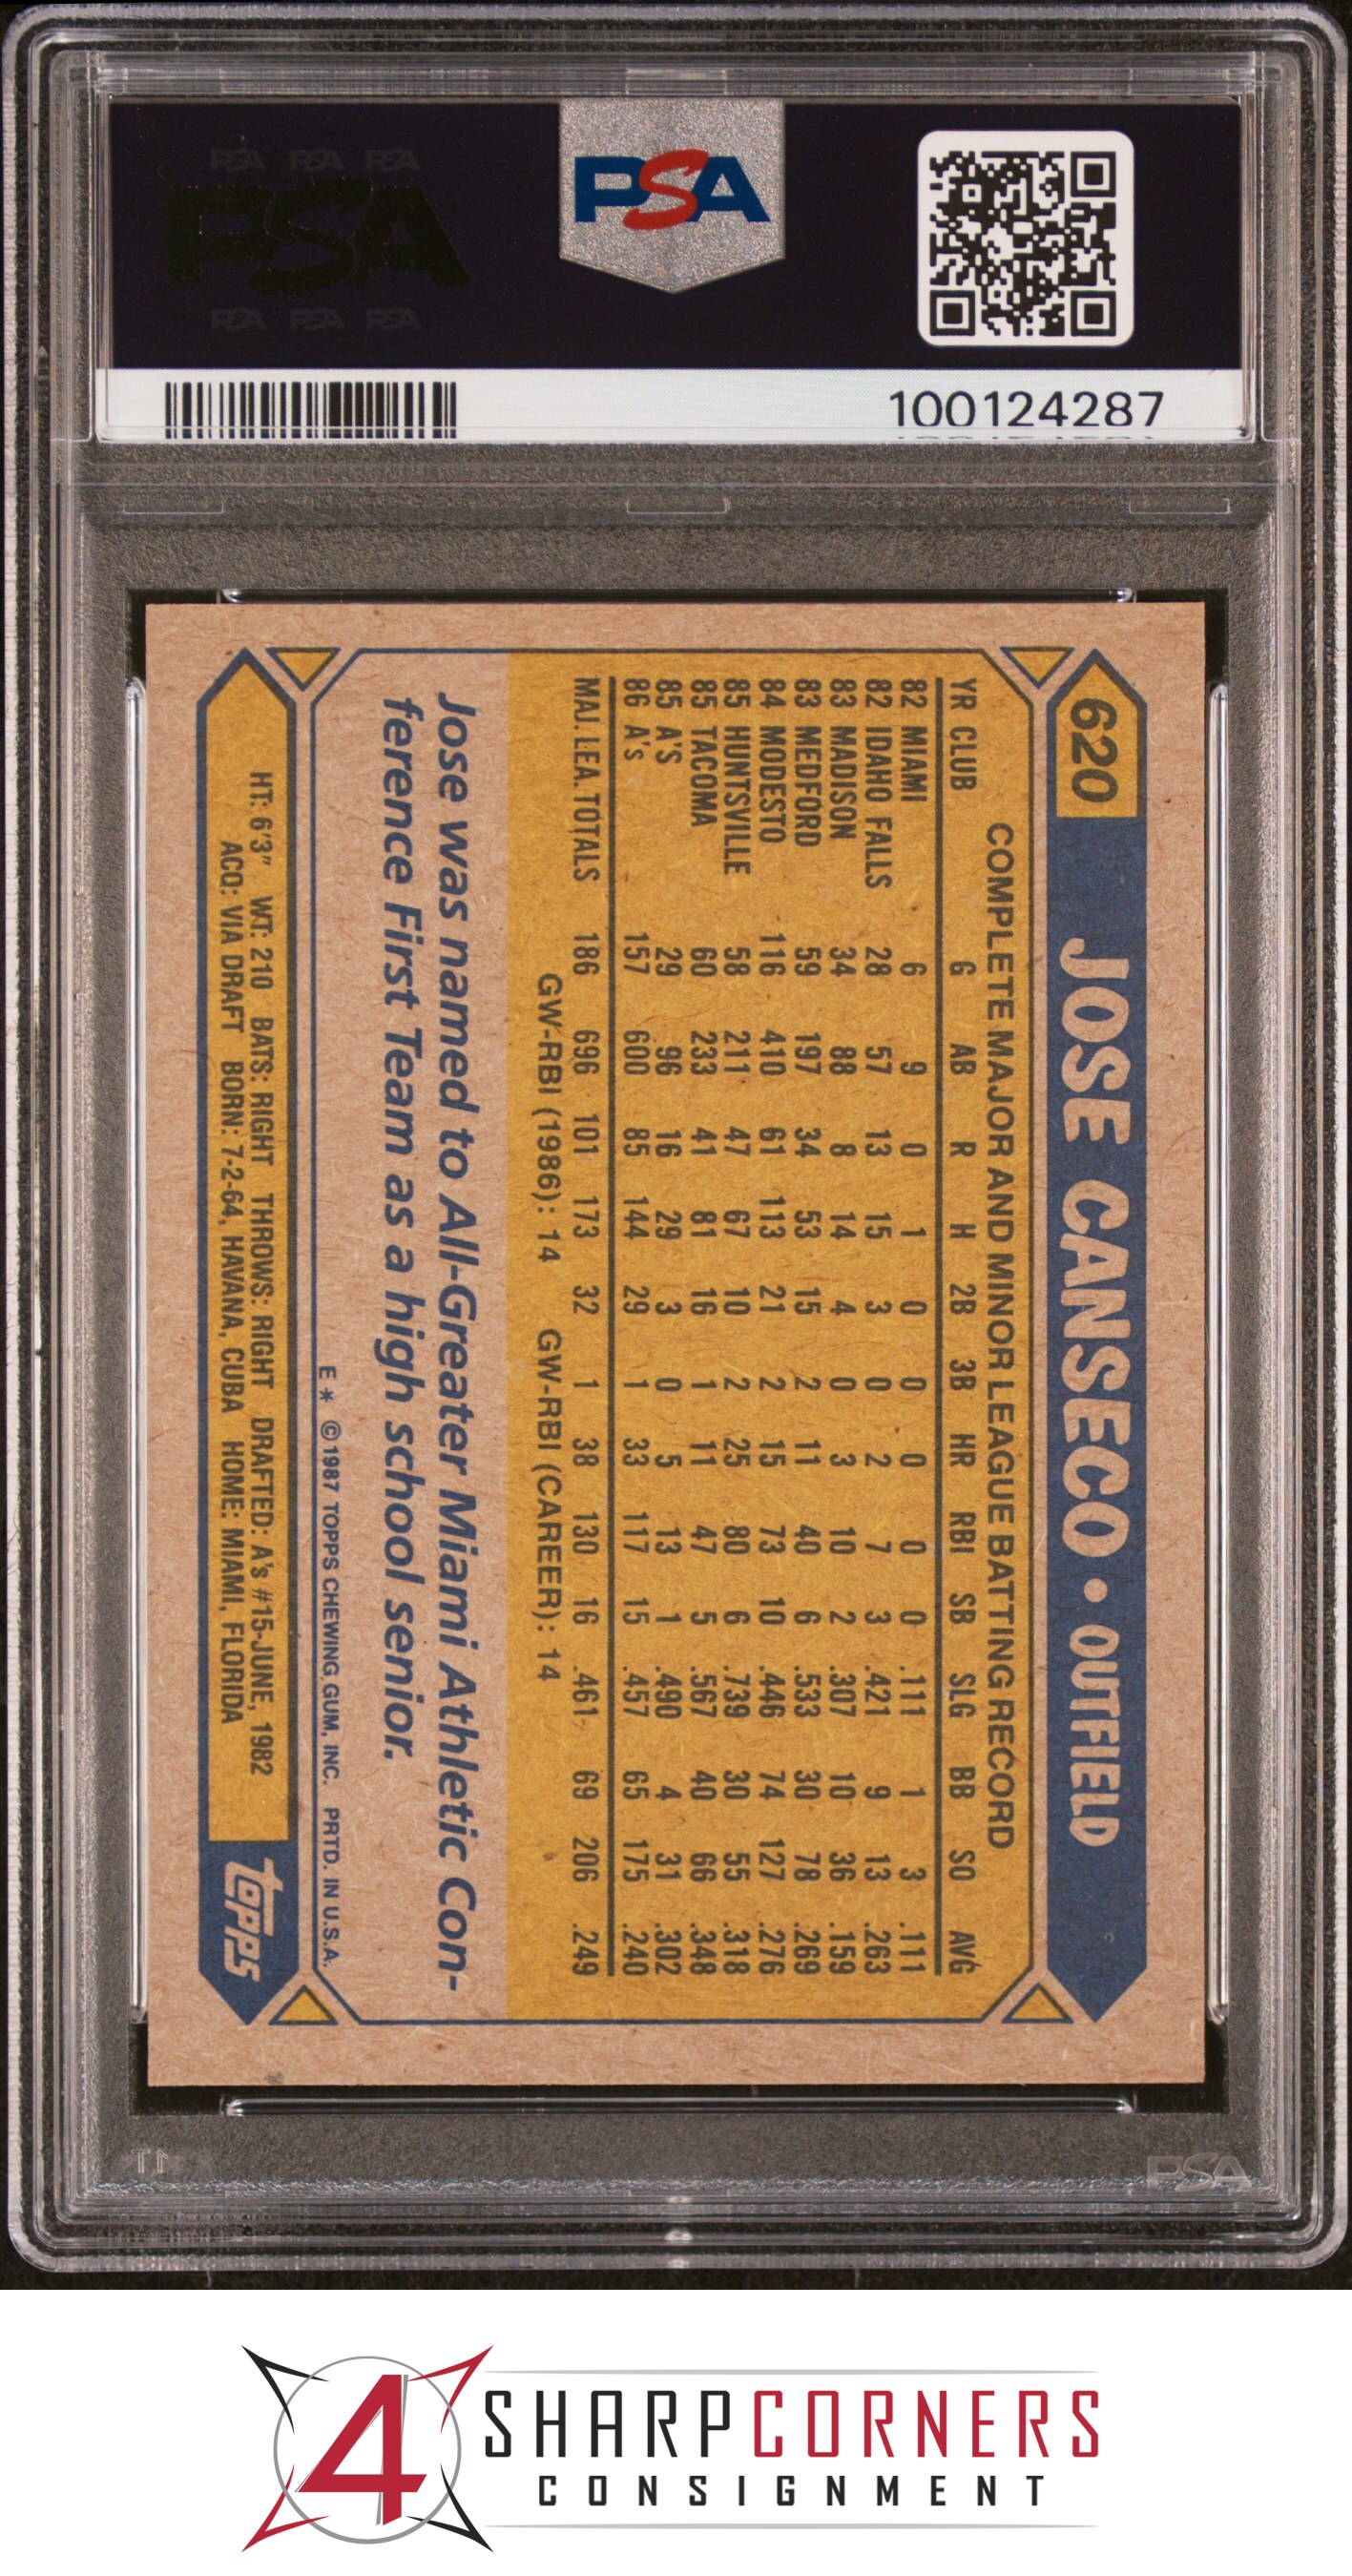 PSA PSA PSA
PSA
PSA PSA PSA
PSA
100124287
620 JOSE CANSECO • OUTFIELD
COMPLETE MAJOR AND MINOR LEAGUE BATTING RECORD
YR CLUB G AB R H 2B 3B HR RBI SB SLG BB SO AVG
82 MIAMI 6 9 0 1 0 0 0 0 0 .111 1 3 .111
82 IDAHO FALLS 28 57 13 15 3 0 2 7 3 .421 9 13 .263
83 MADISON 34 88 8 14 4 0 3 10 2 .307 10 36 .159
83 MEDFORD 59 197 34 53 15 2 11 40 6 .533 30 78 .269
84 MODESTO 116 410 61 113 21 2 15 73 10 .446 74 127 .276
85 HUNTSVILLE 58 211 47 67 10 2 25 80 6 .739 30 55 .318
85 TACOMA 60 233 41 81 16 1 11 47 5 .567 40 66 .348
85 A'S 29 96 16 29 3 0 5 13 1 .490 4 31 .302
86 A's 157 600 85 144 29 1 33 117 15 .457 65 175 .240
MAJ. LEA. TOTALS 186 696 101 173 32 1 38 130 16 .461 69 206 .249
GW-RBI (1986): 14 GW-RBI (CAREER): 14
Jose was named to All-Greater Miami Athletic Con-
ference First Team as a high school senior.
E * ©1987 TOPPS CHEWING GUM, INC. PRTD. IN U.S.A.
HT: 6'3" WT: 210 BATS: RIGHT THROWS: RIGHT DRAFTED: A's #15-JUNE, 1982
ACQ: VIA DRAFT BORN: 7-2-64, HAVANA, CUBA HOME: MIAMI, FLORIDA
topps
PSA
4 SHARPCORNERS
CONSIGNMENT